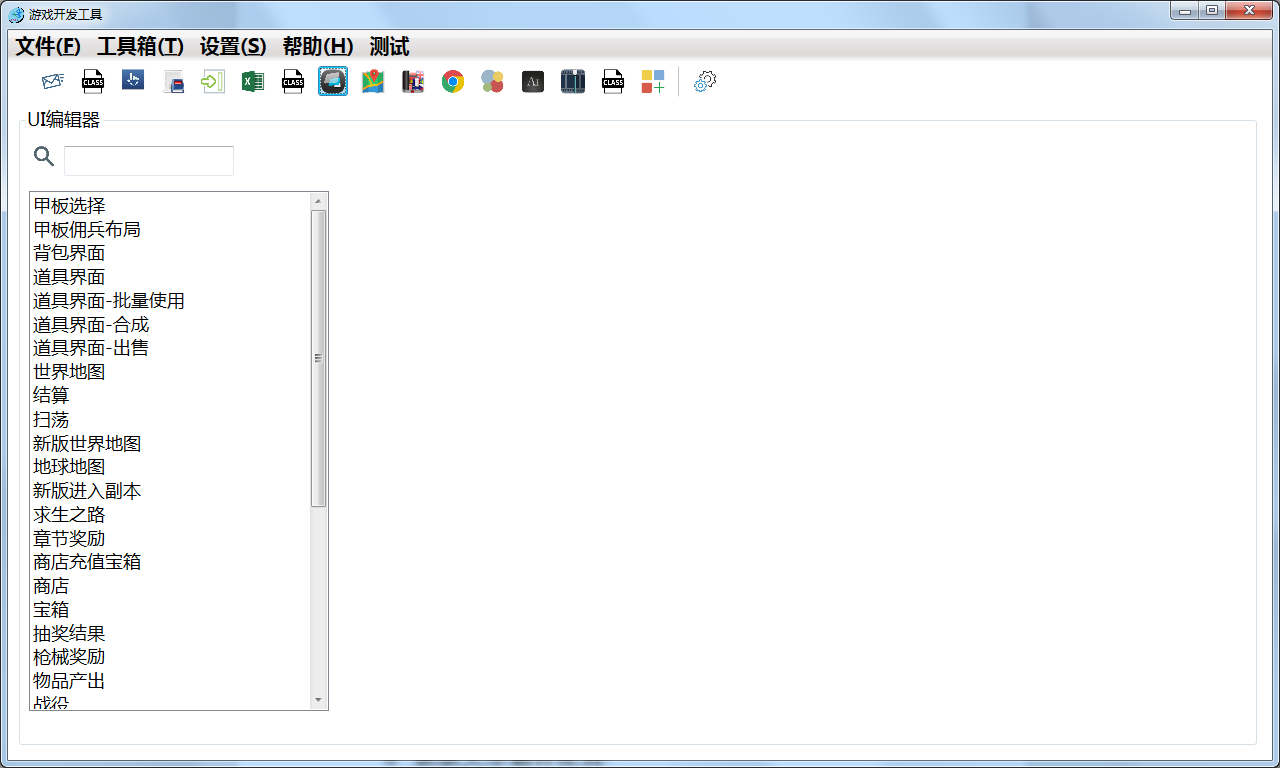 游戏开发工具
文件(F) 工具箱(T) 设置(S) 帮助(H) 测试
CLASS CLASS Ai CLASS
UI编辑器
甲板选择
甲板佣兵布局
背包界面
道具界面
道具界面-批量使用
道具界面-合成
道具界面-出售
世界地图
结算
扫荡
新版世界地图
地球地图
新版进入副本
求生之路
章节奖励
商店充值宝箱
商店
宝箱
抽奖结果
枪械奖励
物品产出
战役